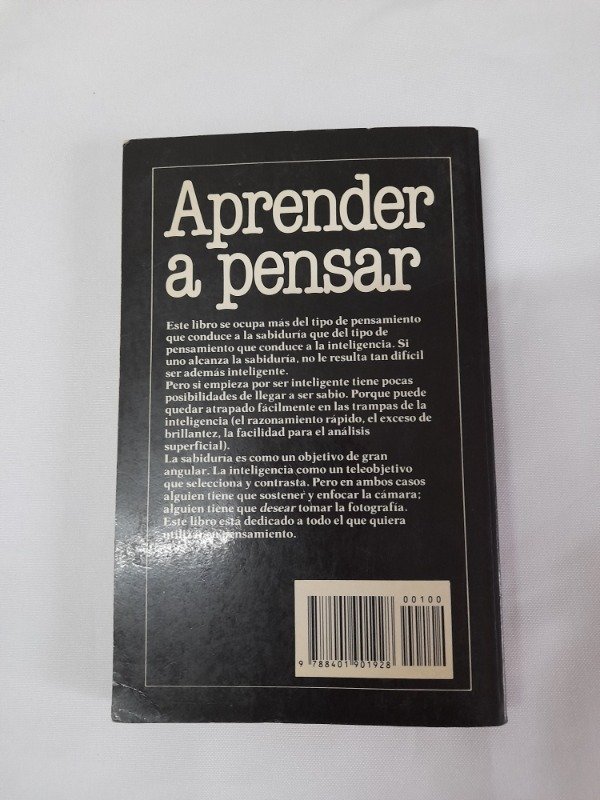 Aprender
a pensar
Este libro se ocupa más del tipo de pensamiento
que conduce a la sabiduría que del tipo de
pensamiento que conduce a la inteligencia. Si
uno alcanza la sabiduría, no le resulta tan difícil
ser además inteligente.
Pero si empieza por ser inteligente tiene pocas
posibilidades de llegar a ser sabio. Porque puede
quedar atrapado fácilmente en las trampas de la
inteligencia (el razonamiento rápido, el exceso de
brillantez, la facilidad para el análisis
superficial).
La sabiduría es como un objetivo de gran
angular. La inteligencia como un teleobjetivo
que selecciona y contrasta. Pero en ambos casos
alguien tiene que sostener y enfocar la cámara;
alguien tiene que desear tomar la fotografía.
Este libro está dedicado a todo el que quiera
utilizar su pensamiento.
00100
9 788401 901928